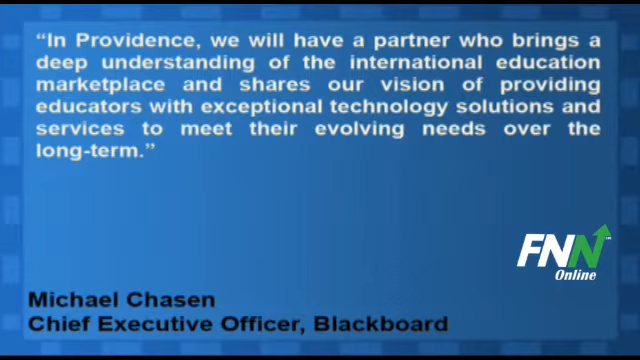 “In Providence, we will have a partner who brings a
deep understanding of the international education
marketplace and shares our vision of providing
educators with exceptional technology solutions and
services to meet their evolving needs over the
long-term.”
FNN
Online
Michael Chasen
Chief Executive Officer, Blackboard